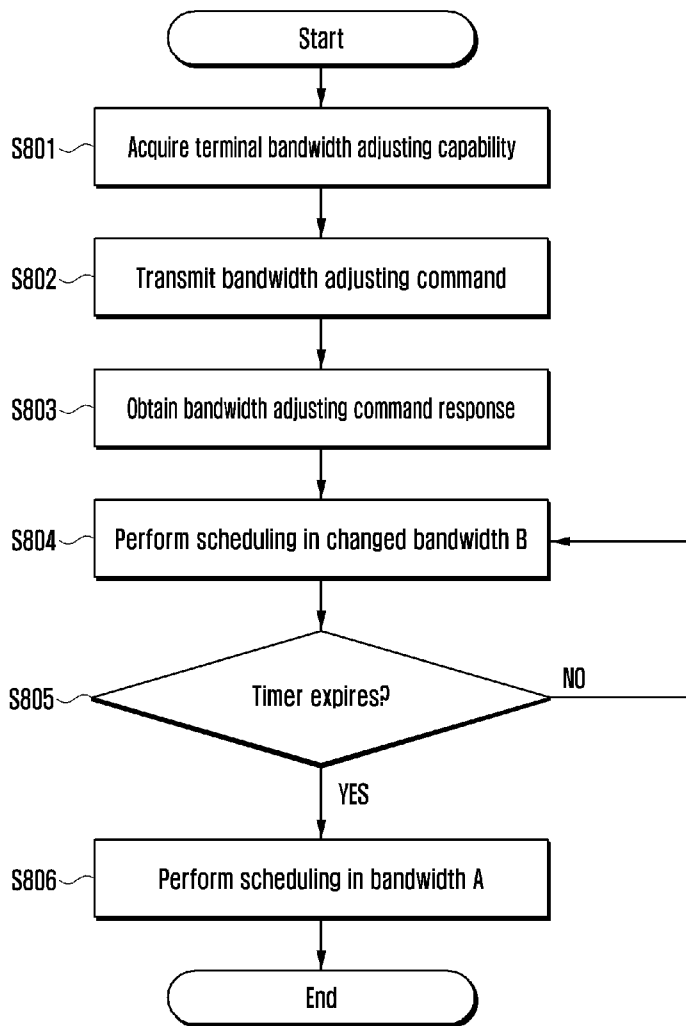 Start
S801
Acquire terminal bandwidth adjusting capability
S802
Transmit bandwidth adjusting command
S803
Obtain bandwidth adjusting command response
S804
Perform scheduling in changed bandwidth B
S805
Timer expires?
NO
YES
S806
Perform scheduling in bandwidth A
End